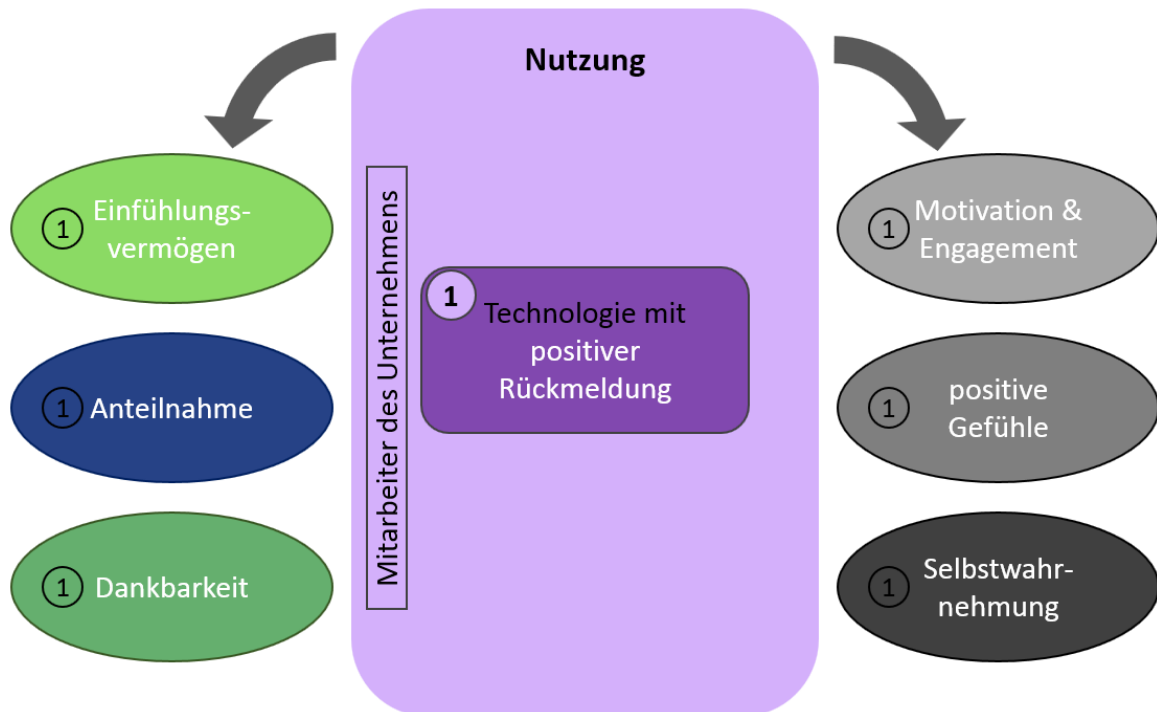 Nutzung
1 Einfühlungs-
vermögen
1 Anteilnahme
1 Dankbarkeit
Mitarbeiter des Unternehmens
1 Technologie mit
positiver
Rückmeldung
1 Motivation &
Engagement
1 positive
Gefühle
1 Selbstwahr-
nehmung